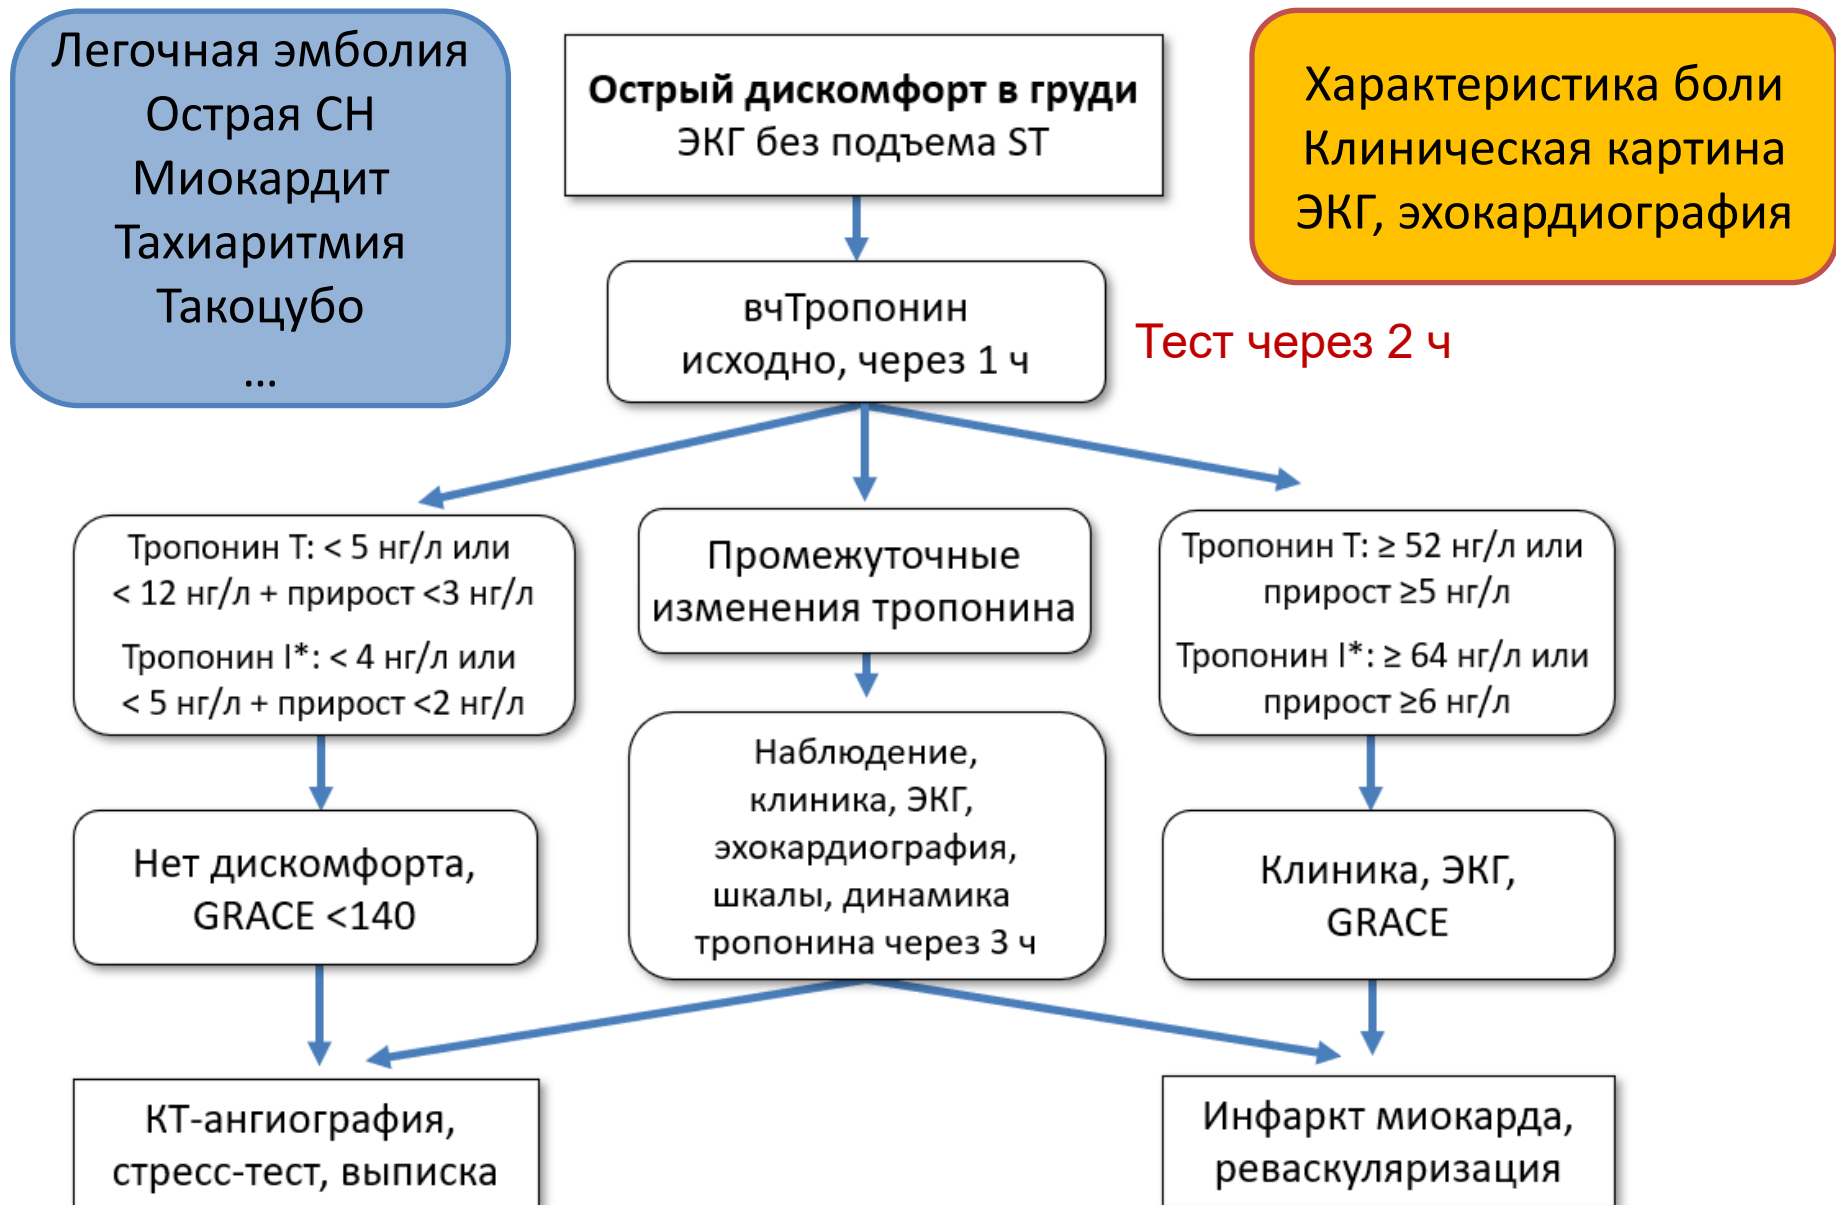 Легочная эмболия
Острая СН
Миокардит
Тахиаритмия
Такоцубо
...
Острый дискомфорт в груди
ЭКГ без подъема ST
Характеристика боли
Клиническая картина
ЭКГ, эхокардиография
вчТропонин
исходно, через 1 ч
Тест через 2 ч
Тропонин T: < 5 нг/л или
< 12 нг/л + прирост <3 нг/л
Тропонин I*: < 4 нг/л или
< 5 нг/л + прирост <2 нг/л
Промежуточные
изменения тропонина
Тропонин T: ≥ 52 нг/л или
прирост ≥5 нг/л
Тропонин I*: ≥ 64 нг/л или
прирост ≥6 нг/л
Нет дискомфорта,
GRACE <140
Наблюдение,
клиника, ЭКГ,
эхокардиография,
шкалы, динамика
тропонина через 3 ч
Клиника, ЭКГ,
GRACE
КТ-ангиография,
стресс-тест, выписка
Инфаркт миокарда,
реваскуляризация